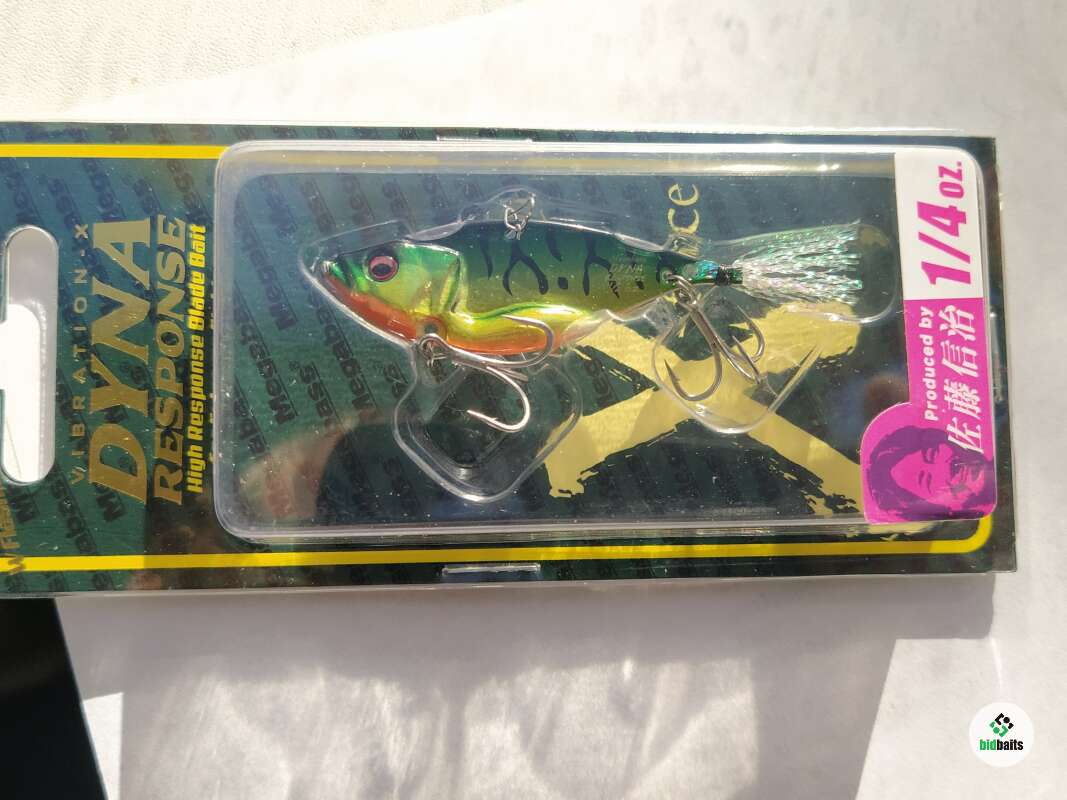 VIBRATION-X
DYNA
RESPONSE
High Response Blade Bait
Megabass
1/4 OZ.
Produced by
佐藤信治
bidbaits